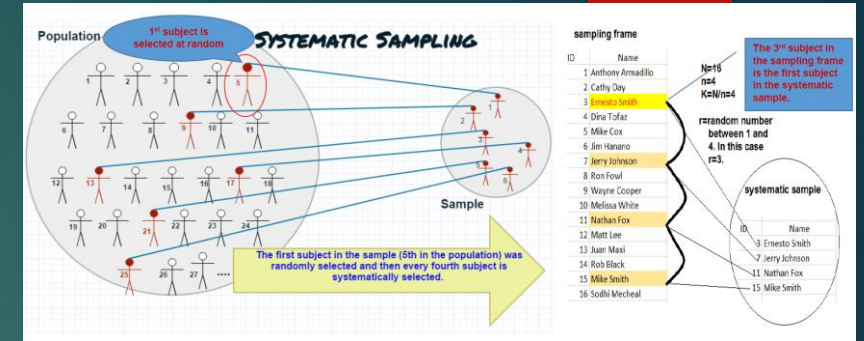 Population
1st subject is
selected at random
SYSTEMATIC SAMPLING
1 2 3 4 5
6 7 8 9 10 11
12 13 14 15 16 17 18
19 20 21 22 23 24
25 26 27 ....
1
2
3
4
5
6
Sample
The first subject in the sample (5th in the population) was
randomly selected and then every fourth subject is
systematically selected.
sampling frame
ID Name
1 Anthony Armadillo
2 Cathy Day
3 Ernesto Smith
4 Dina Tofaz
5 Mike Cox
6 Jim Hanano
7 Jerry Johnson
8 Ron Fowl
9 Wayne Cooper
10 Melissa White
11 Nathan Fox
12 Matt Lee
13 Juan Maxi
14 Rob Black
15 Mike Smith
16 Sodhi Mecheal
N=16
n=4
K=N/n=4
r=random number
between 1 and
4. In this case
r=3.
The 3rd subject in
the sampling frame
is the first subject
in the systematic
sample.
systematic sample
ID Name
3 Ernesto Smith
7 Jerry Johnson
11 Nathan Fox
15 Mike Smith